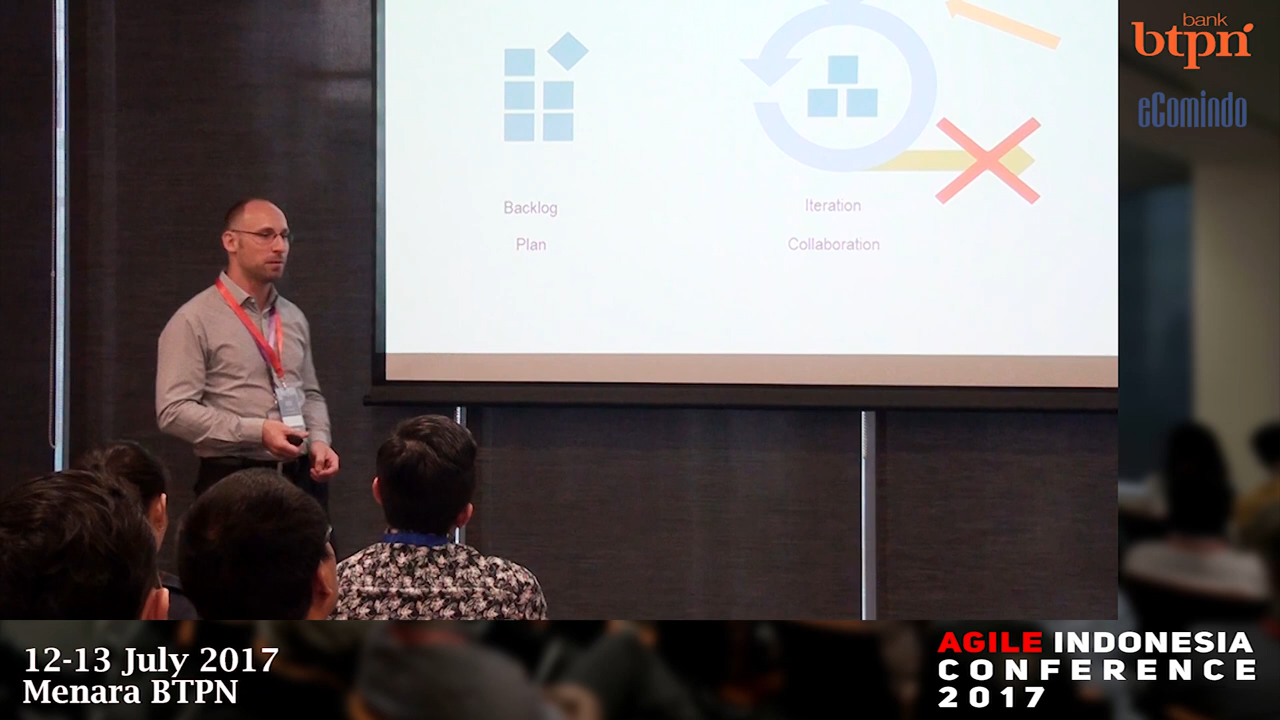 bank
btpn
eComindo
Backlog
Iteration
Plan
Collaboration
12-13 July 2017
Menara BTPN
AGILE INDONESIA
CONFERENCE
2017